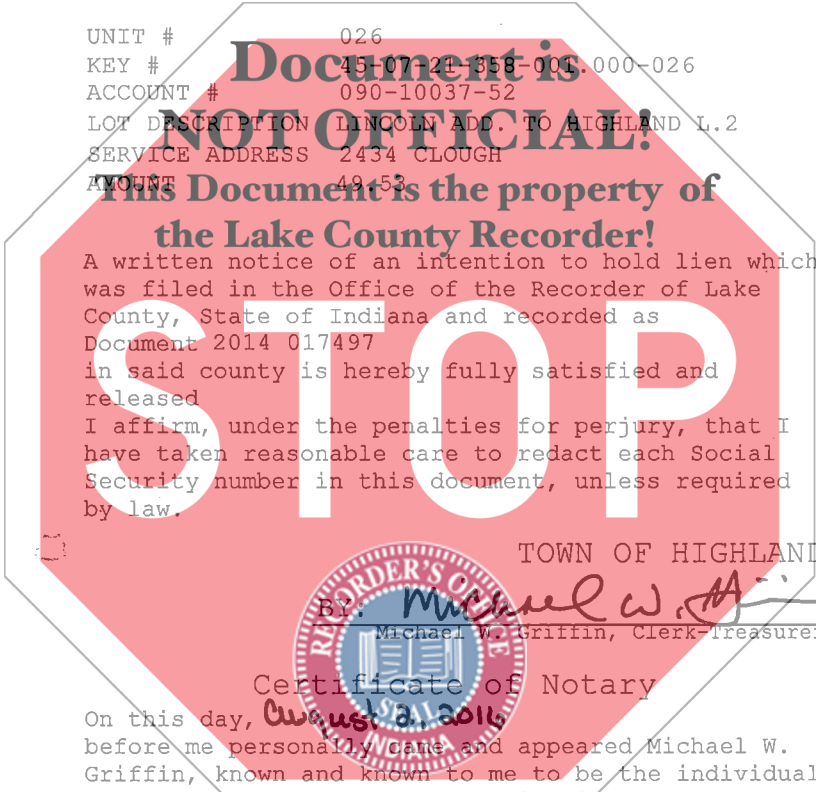 UNIT # 026
KEY # 45-07-21-358-001.000-026
ACCOUNT # 090-10037-52
LOT DESCRIPTION LINCOLN ADD. TO HIGHLAND L.2
SERVICE ADDRESS 2434 CLOUGH
AMOUNT 49.53
Document is
NOT OFFICIAL!
This Document is the property of
the Lake County Recorder!
STOP
A written notice of an intention to hold lien which
was filed in the Office of the Recorder of Lake
County, State of Indiana and recorded as
Document 2014 017497
in said county is hereby fully satisfied and
released
I affirm, under the penalties for perjury, that I
have taken reasonable care to redact each Social
Security number in this document, unless required
by law.
TOWN OF HIGHLAND
BY: Michael W. Griffin
Michael W. Griffin, Clerk-Treasurer
RECORDER'S OFFICE
SEAL
INDIANA
Certificate of Notary
On this day, August 2, 2016
before me personally came and appeared Michael W.
Griffin, known and known to me to be the individual